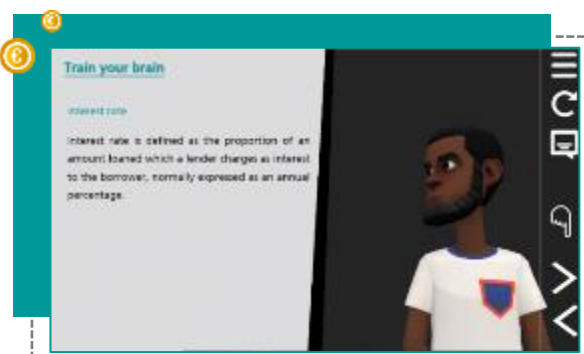 Train your brain
Interest rate
Interest rate is defined as the proportion of an
amount loaned which a lender charges as interest
to the borrower, normally expressed as an annual
percentage.